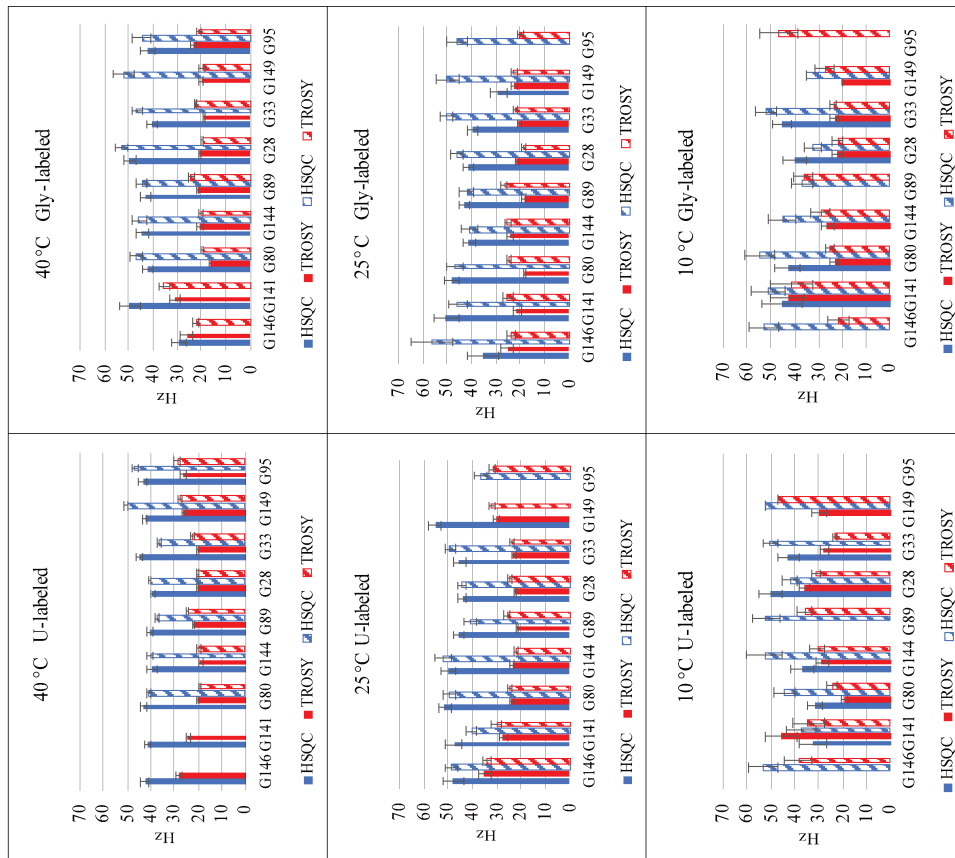 40 °C U-labeled
Hz
70
60
50
40
30
20
10
0
G146 G141 G80 G144 G89 G28 G33 G149 G95
HSQC TROSY HSQC TROSY
40 °C Gly-labeled
Hz
70
60
50
40
30
20
10
0
G146 G141 G80 G144 G89 G28 G33 G149 G95
HSQC TROSY HSQC TROSY
25 °C U-labeled
Hz
70
60
50
40
30
20
10
0
G146 G141 G80 G144 G89 G28 G33 G149 G95
HSQC TROSY HSQC TROSY
25 °C Gly-labeled
Hz
70
60
50
40
30
20
10
0
G146 G141 G80 G144 G89 G28 G33 G149 G95
HSQC TROSY HSQC TROSY
10 °C U-labeled
Hz
70
60
50
40
30
20
10
0
G146 G141 G80 G144 G89 G28 G33 G149 G95
HSQC TROSY HSQC TROSY
10 °C Gly-labeled
Hz
70
60
50
40
30
20
10
0
G146 G141 G80 G144 G89 G28 G33 G149 G95
HSQC TROSY HSQC TROSY